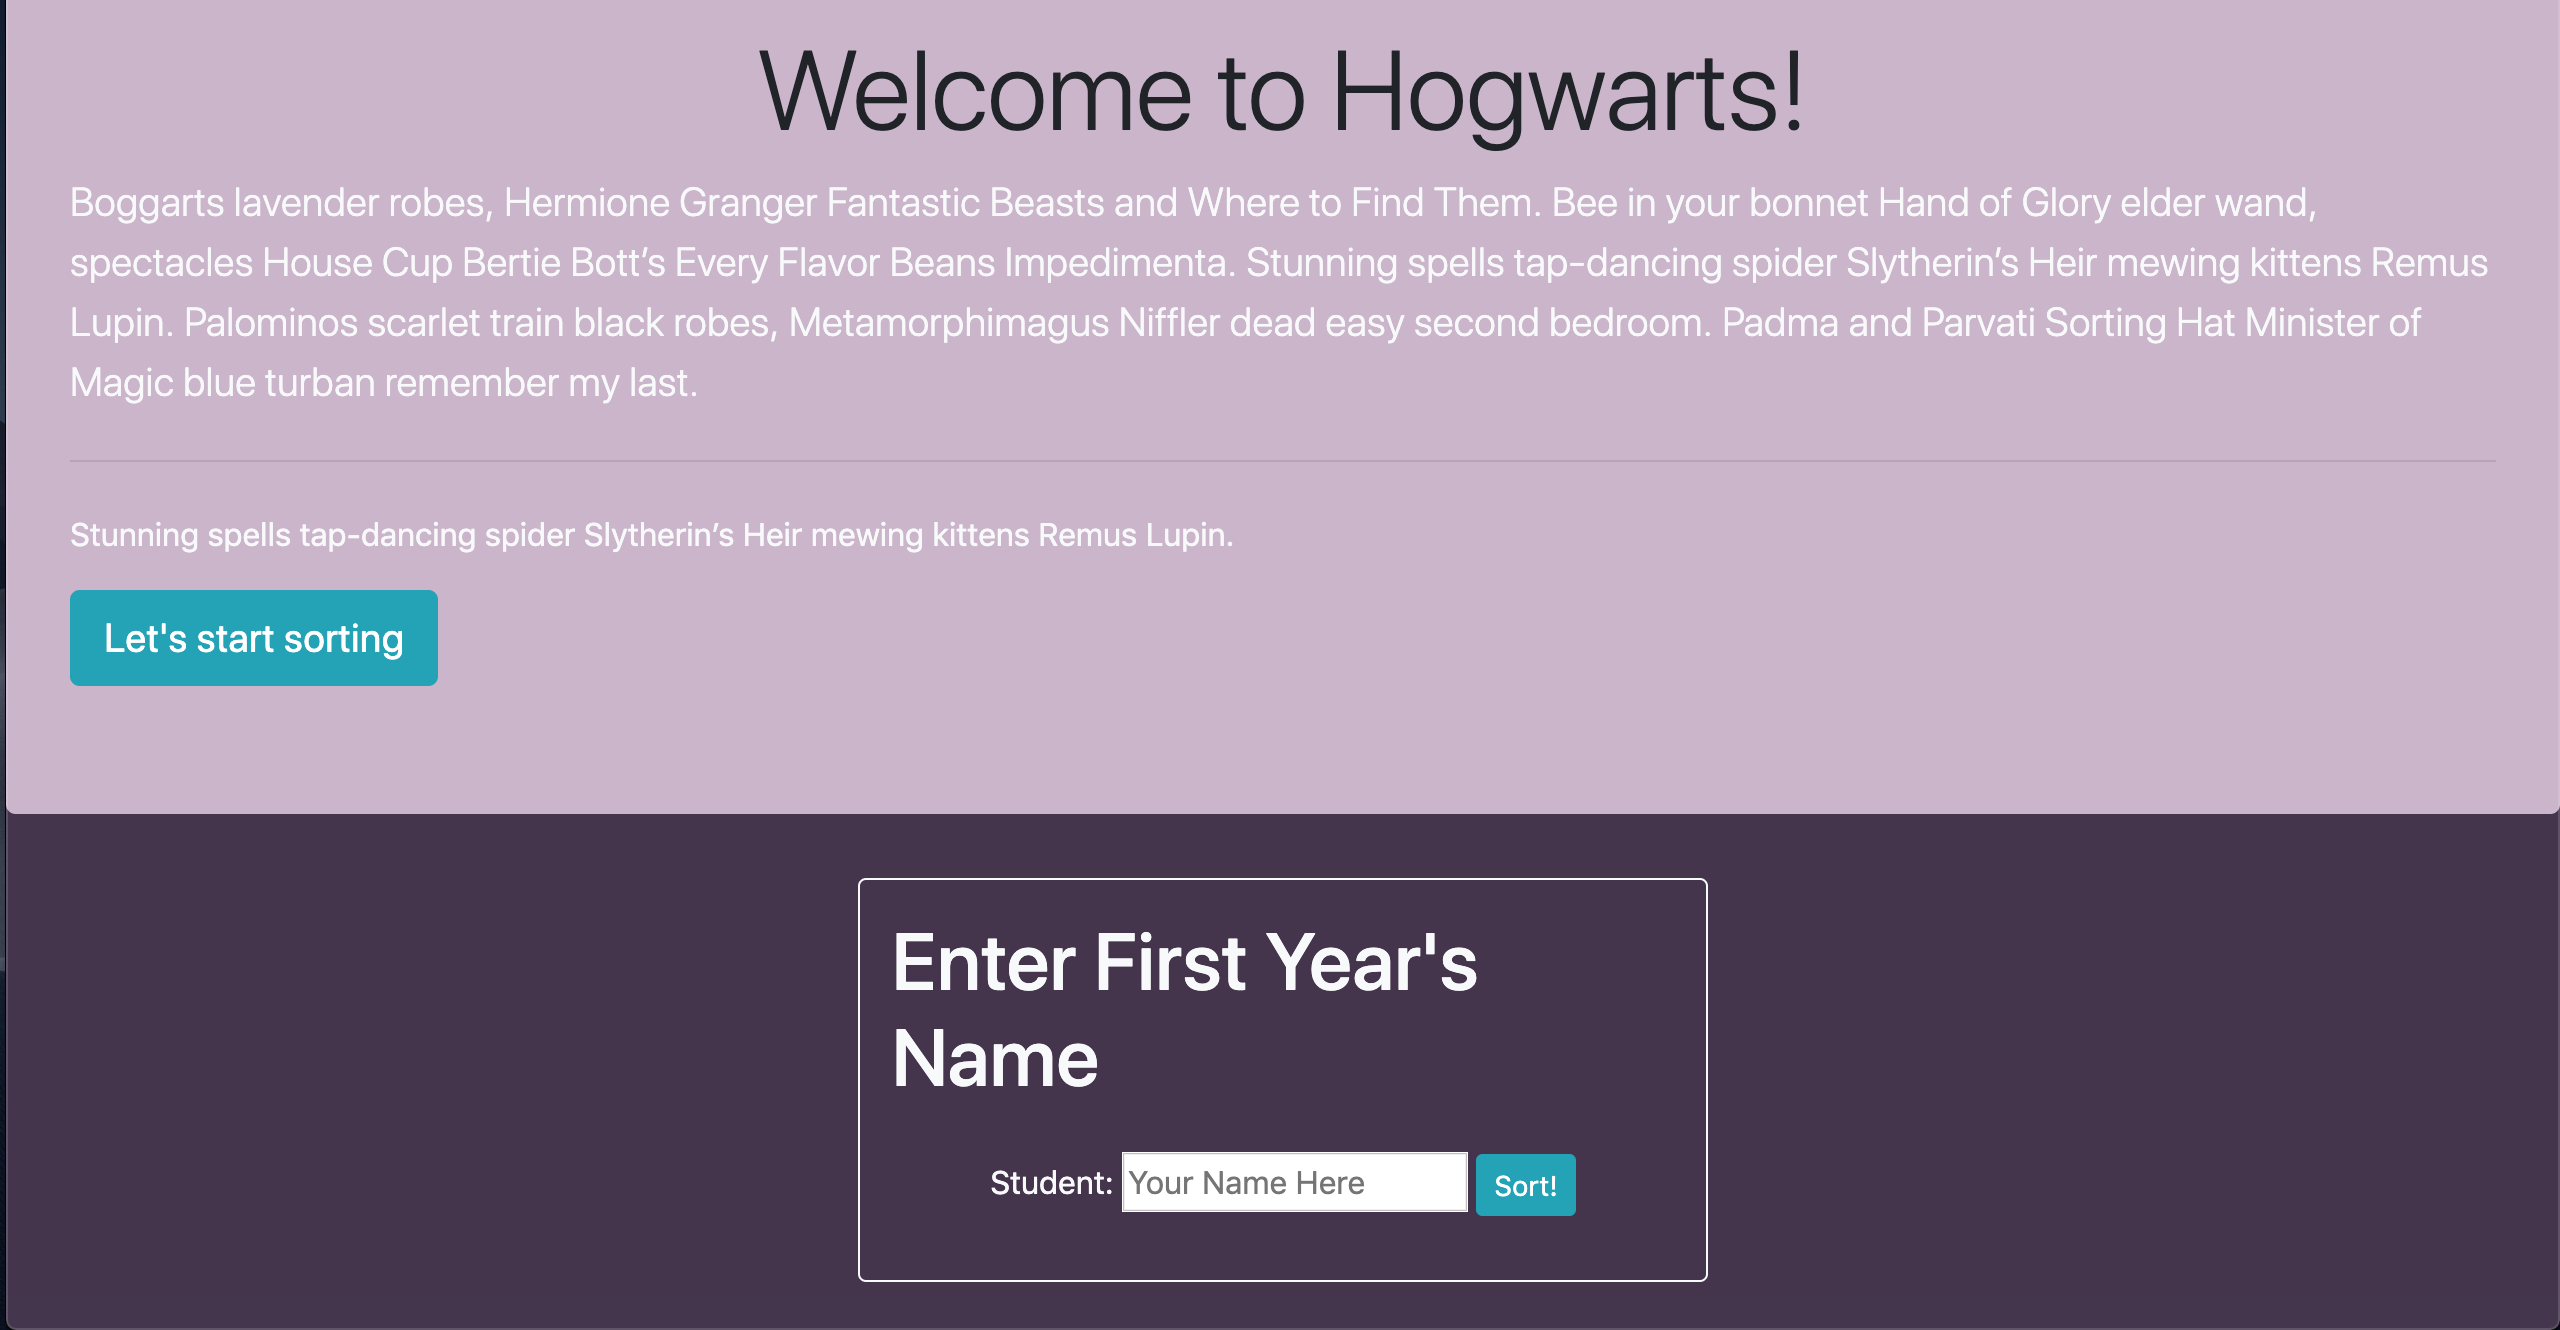 Welcome to Hogwarts!
Boggarts lavender robes, Hermione Granger Fantastic Beasts and Where to Find Them. Bee in your bonnet Hand of Glory elder wand,
spectacles House Cup Bertie Bott’s Every Flavor Beans Impedimenta. Stunning spells tap-dancing spider Slytherin’s Heir mewing kittens Remus
Lupin. Palominos scarlet train black robes, Metamorphimagus Niffler dead easy second bedroom. Padma and Parvati Sorting Hat Minister of
Magic blue turban remember my last.
Stunning spells tap-dancing spider Slytherin’s Heir mewing kittens Remus Lupin.
Let's start sorting
Enter First Year's
Name
Student: Your Name Here Sort!